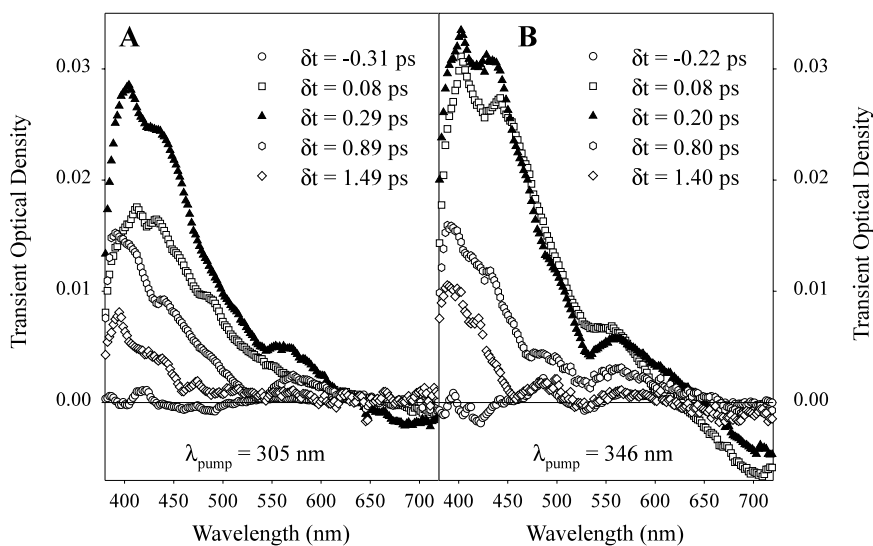 A
δt = -0.31 ps
δt = 0.08 ps
δt = 0.29 ps
δt = 0.89 ps
δt = 1.49 ps
λpump = 305 nm
B
δt = -0.22 ps
δt = 0.08 ps
δt = 0.20 ps
δt = 0.80 ps
δt = 1.40 ps
λpump = 346 nm
Transient Optical Density
0.03
0.02
0.01
0.00
0.03
0.02
0.01
0.00
Transient Optical Density
400 450 500 550 600 650 700
400 450 500 550 600 650 700
Wavelength (nm)
Wavelength (nm)